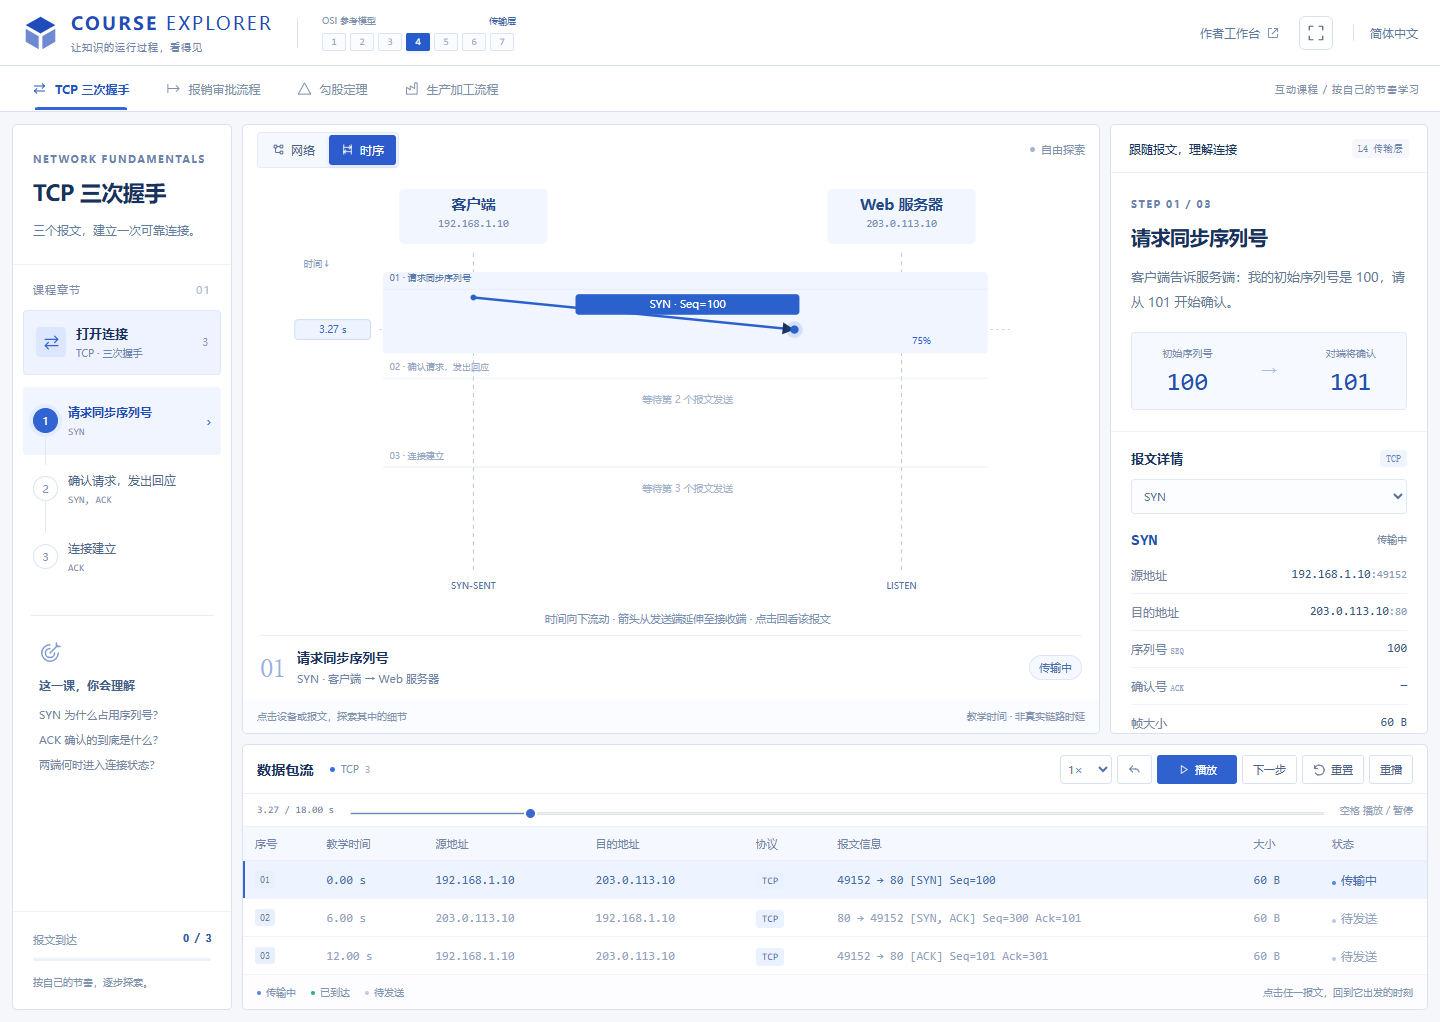 COURSE EXPLORER
让知识的运行过程，看得见
OSI 参考模型 传输层
1 2 3 4 5 6 7
作者工作台
简体中文
TCP 三次握手
报销审批流程
勾股定理
生产加工流程
互动课程 / 按自己的节奏学习
NETWORK FUNDAMENTALS
TCP 三次握手
三个报文，建立一次可靠连接。
课程章节 01
打开连接
TCP · 三次握手
3
1 请求同步序列号
SYN
2 确认请求，发出回应
SYN, ACK
3 连接建立
ACK
这一课，你会理解
SYN 为什么占用序列号？
ACK 确认的到底是什么？
两端何时进入连接状态？
报文到达 0 / 3
按自己的节奏，逐步探索。
网络 时序
自由探索
客户端
192.168.1.10
Web 服务器
203.0.113.10
时间 ↓
01 · 请求同步序列号
SYN · Seq=100
3.27 s
75%
02 · 确认请求，发出回应
等待第 2 个报文发送
03 · 连接建立
等待第 3 个报文发送
SYN-SENT LISTEN
时间向下流动 · 箭头从发送端延伸至接收端 · 点击回看该报文
01 请求同步序列号
SYN · 客户端 → Web 服务器
传输中
点击设备或报文，探索其中的细节
教学时间 · 非真实链路时延
跟随报文，理解连接
L4 传输层
STEP 01 / 03
请求同步序列号
客户端告诉服务端：我的初始序列号是 100，请
从 101 开始确认。
初始序列号 对端将确认
100 → 101
报文详情 TCP
SYN
SYN 传输中
源地址 192.168.1.10:49152
目的地址 203.0.113.10:80
序列号 SEQ 100
确认号 ACK —
帧大小 60 B
数据包流 TCP 3
1× 播放 下一步 重置 重播
3.27 / 18.00 s
空格 播放 / 暂停
序号 教学时间 源地址 目的地址 协议 报文信息 大小 状态
01 0.00 s 192.168.1.10 203.0.113.10 TCP 49152 → 80 [SYN] Seq=100 60 B 传输中
02 6.00 s 203.0.113.10 192.168.1.10 TCP 80 → 49152 [SYN, ACK] Seq=300 Ack=101 60 B 待发送
03 12.00 s 192.168.1.10 203.0.113.10 TCP 49152 → 80 [ACK] Seq=101 Ack=301 60 B 待发送
传输中 已到达 待发送
点击任一报文，回到它出发的时刻